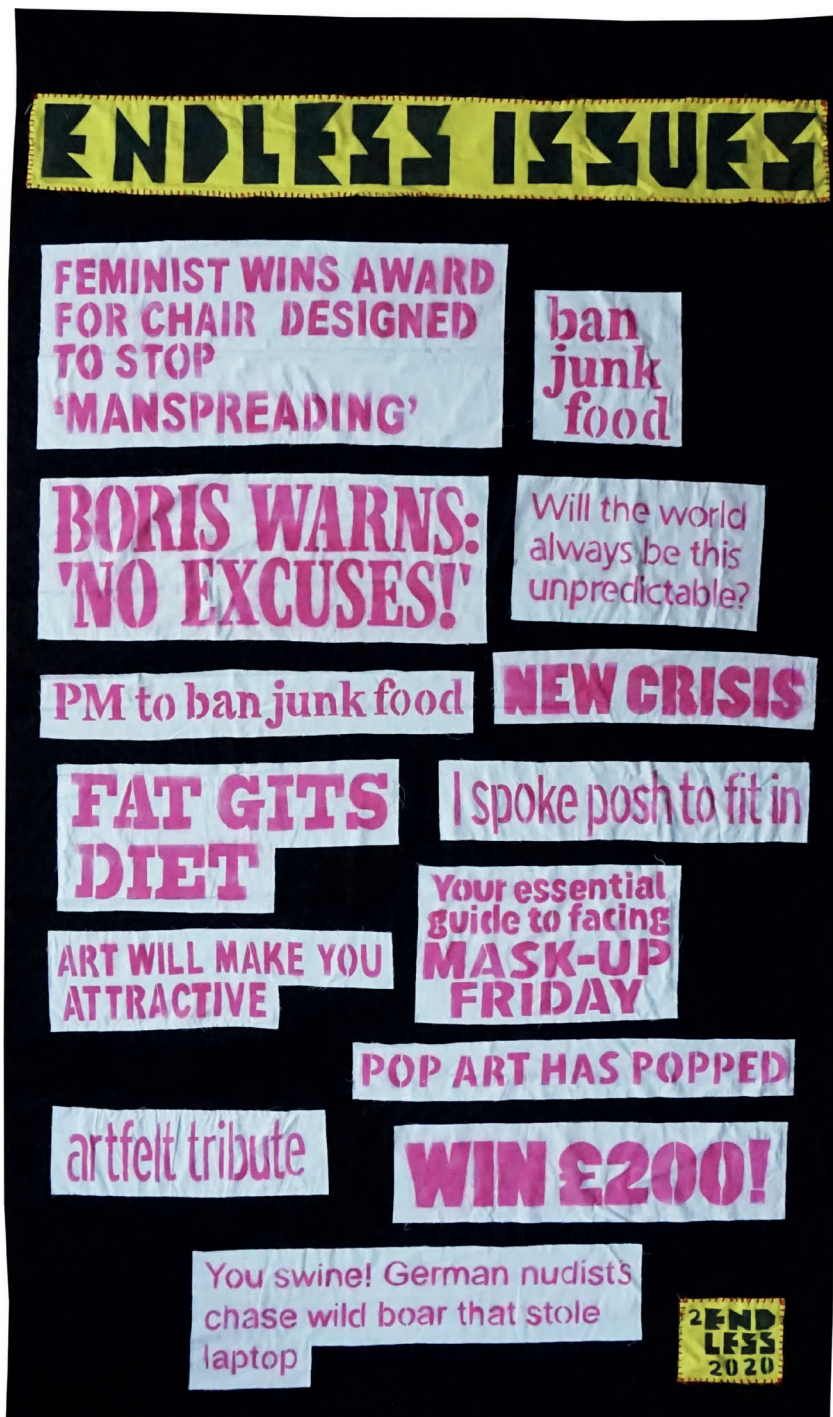 ENDLESS ISSUES
FEMINIST WINS AWARD
FOR CHAIR DESIGNED
TO STOP
'MANSPREADING'
ban
junk
food
BORIS WARNS:
'NO EXCUSES!'
Will the world
always be this
unpredictable?
PM to ban junk food
NEW CRISIS
FAT GITS
DIET
I spoke posh to fit in
Your essential
guide to facing
MASK-UP
FRIDAY
ART WILL MAKE YOU
ATTRACTIVE
POP ART HAS POPPED
artfelt tribute
WIN £200!
You swine! German nudists
chase wild boar that stole
laptop
2END
LESS
2020